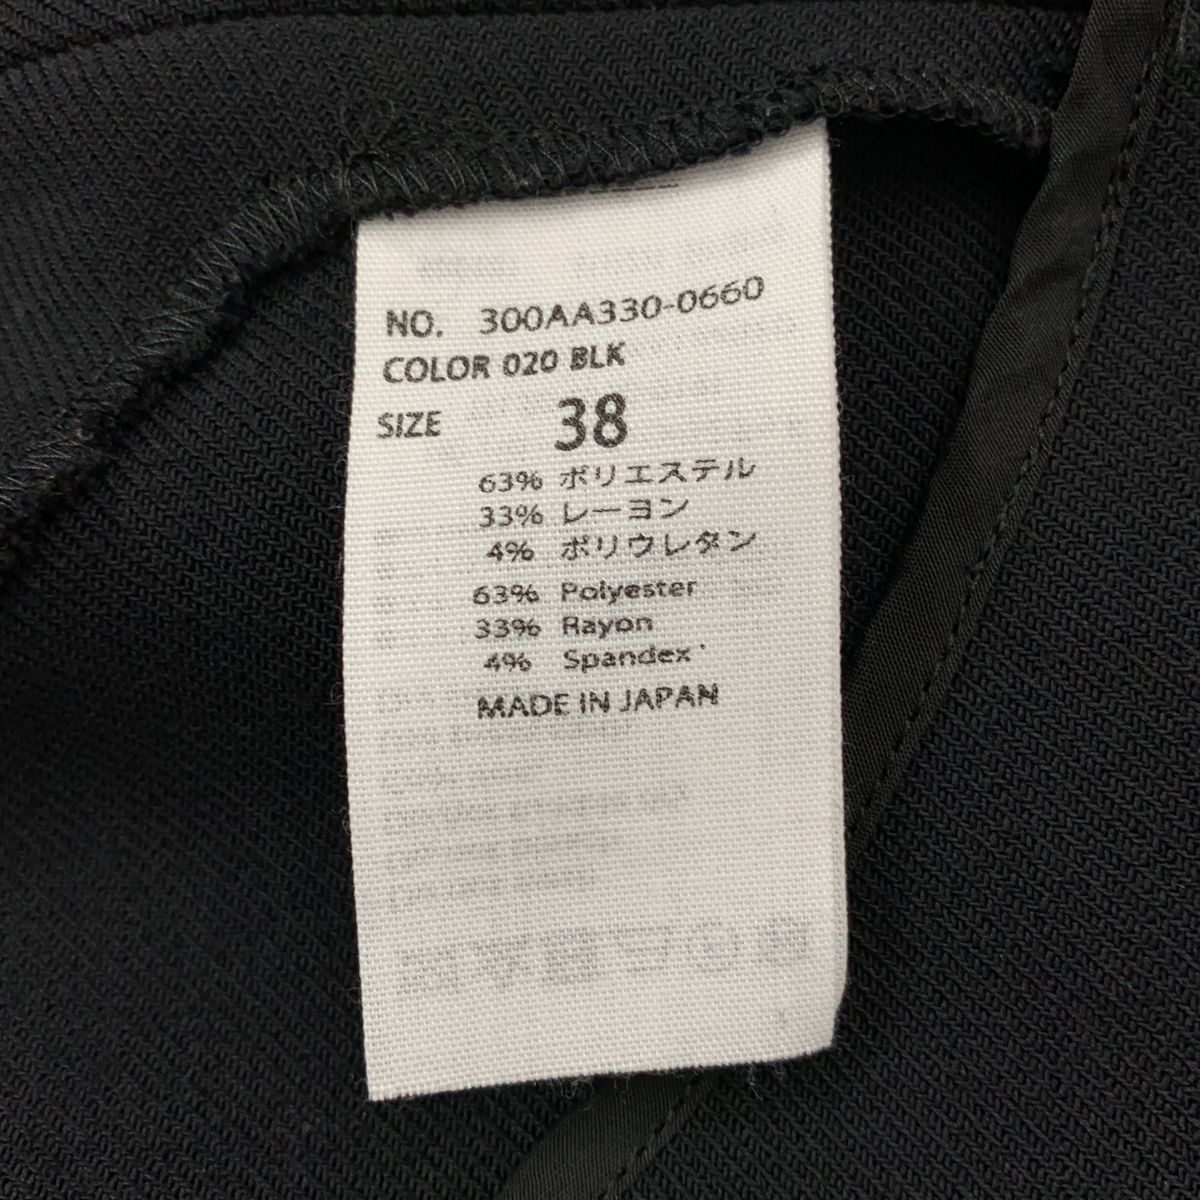 NO. 300AA330-0660
COLOR 020 BLK
SIZE 38
63% ポリエステル
33% レーヨン
4% ポリウレタン
63% Polyester
33% Rayon
4% Spandex
MADE IN JAPAN